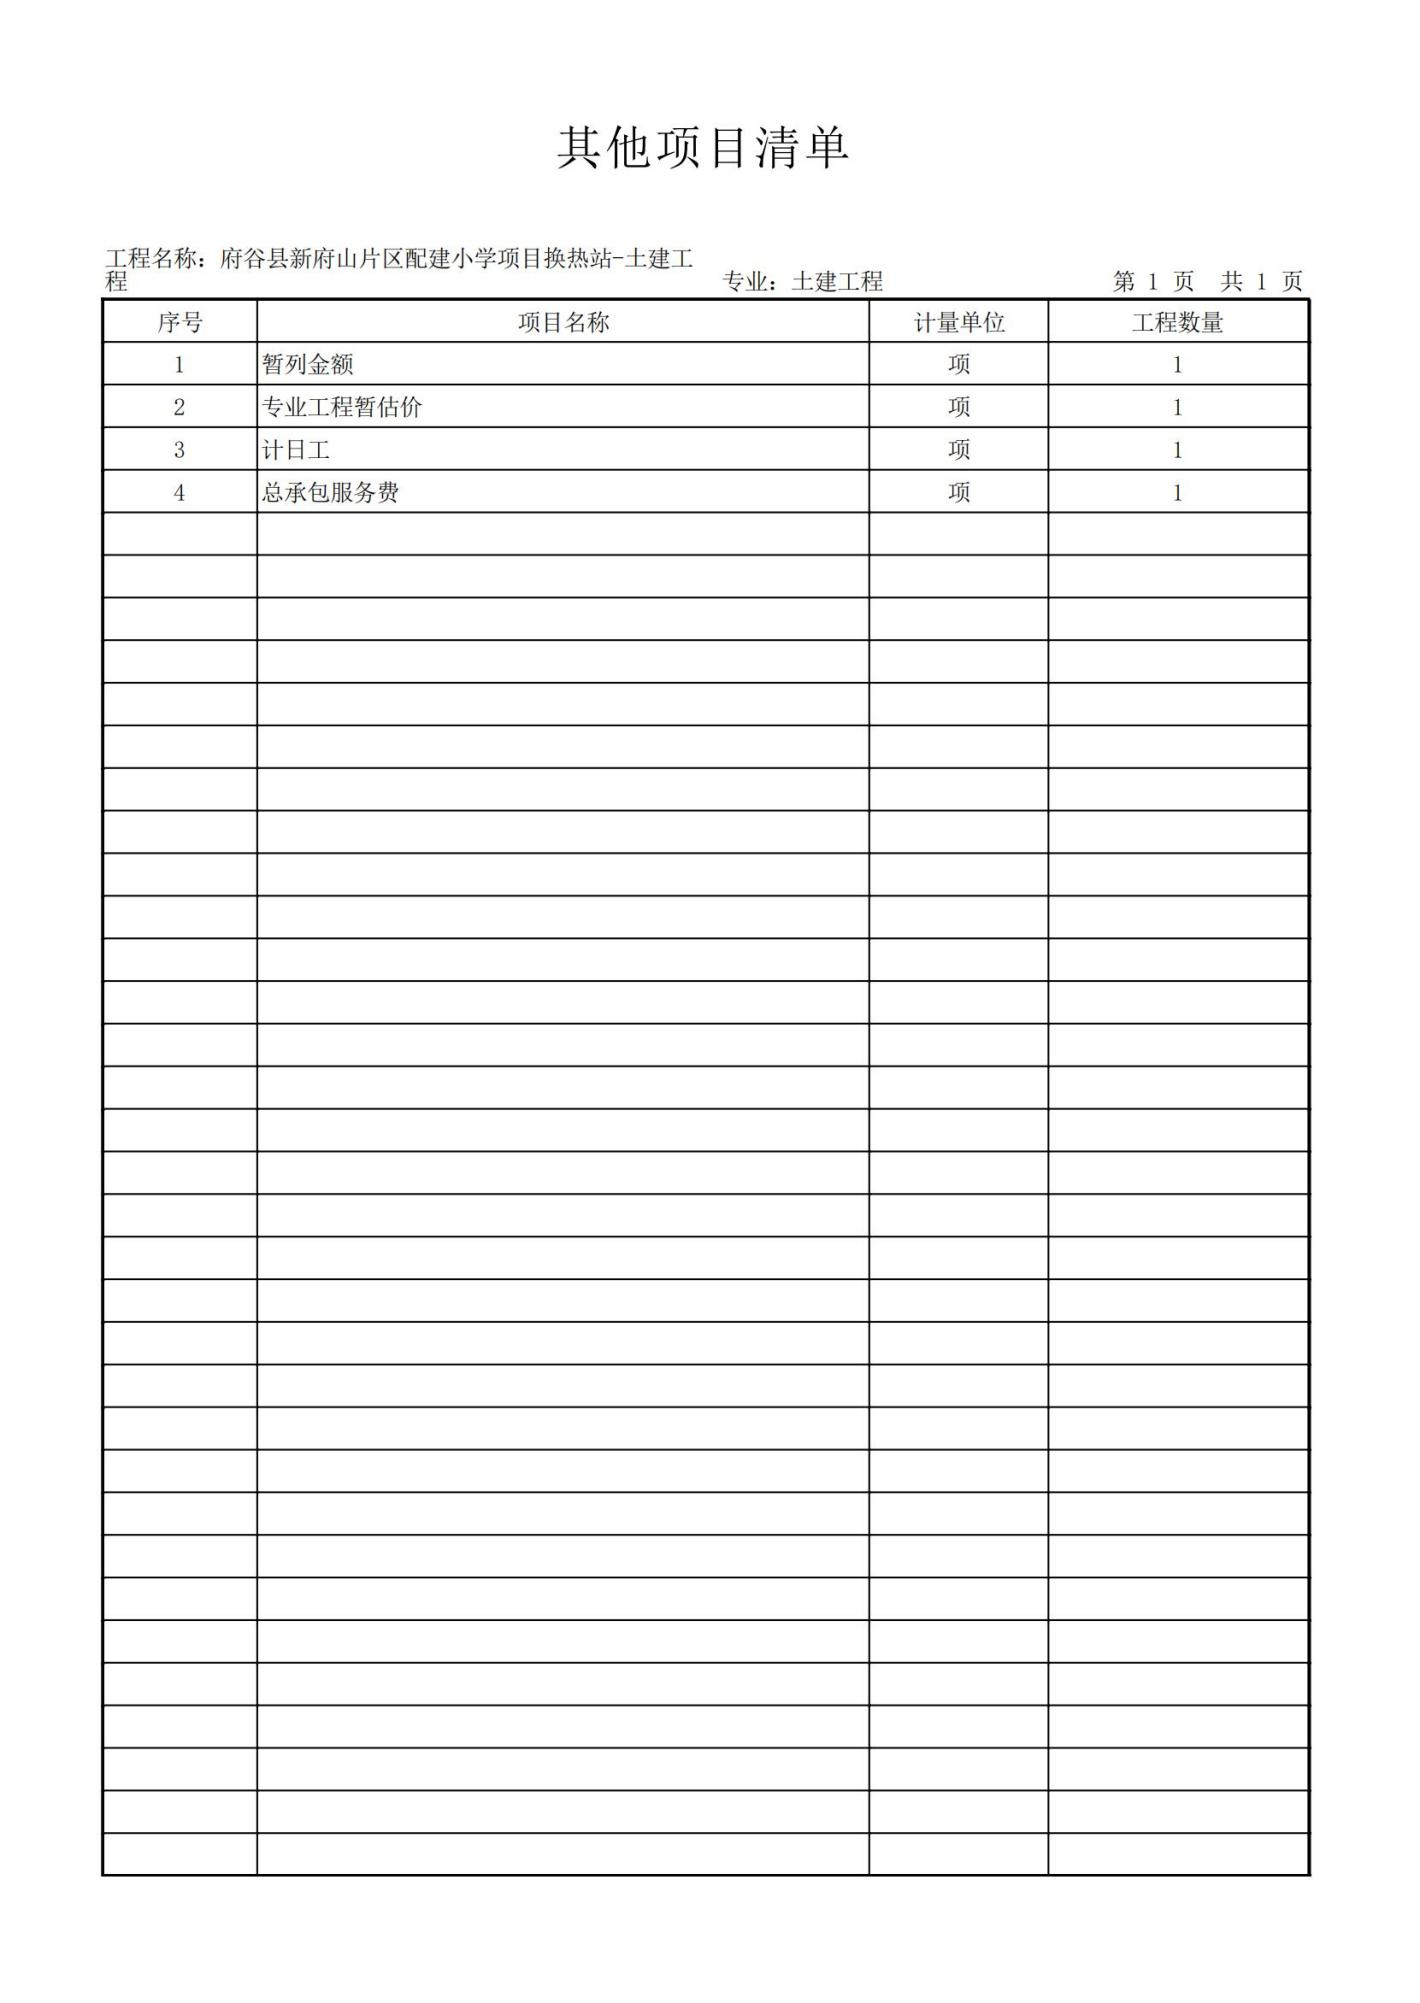 其他项目清单
工程名称：府谷县新府山片区配建小学项目换热站-土建工
程 专业：土建工程 第 1 页 共 1 页
序号 项目名称 计量单位 工程数量
1 暂列金额 项 1
2 专业工程暂估价 项 1
3 计日工 项 1
4 总承包服务费 项 1